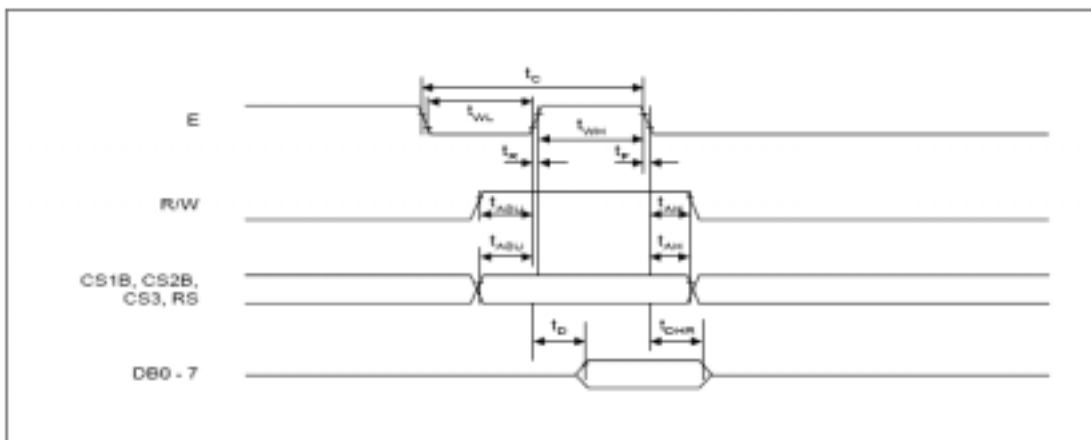 tC
E
tWL
tWH
tR
tF
R/W
tASU
tAH
tASU
tAH
CS1B, CS2B,
CS3, RS
tD
tDHR
DB0 - 7